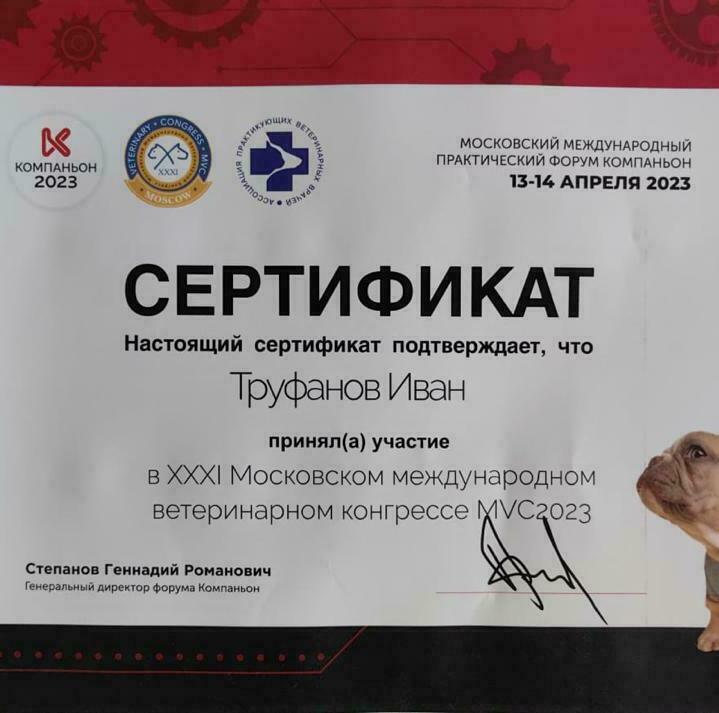 КОМПАНЬОН
2023
VETERINARY • CONGRESS • MVC
XXXI
MOSCOW
АССОЦИАЦИЯ ПРАКТИКУЮЩИХ ВЕТЕРИНАРНЫХ ВРАЧЕЙ
МОСКОВСКИЙ МЕЖДУНАРОДНЫЙ
ПРАКТИЧЕСКИЙ ФОРУМ КОМПАНЬОН
13-14 АПРЕЛЯ 2023
СЕРТИФИКАТ
Настоящий сертификат подтверждает, что
Труфанов Иван
принял(а) участие
в XXXI Московском международном
ветеринарном конгрессе MVC2023
Степанов Геннадий Романович
Генеральный директор форума Компаньон